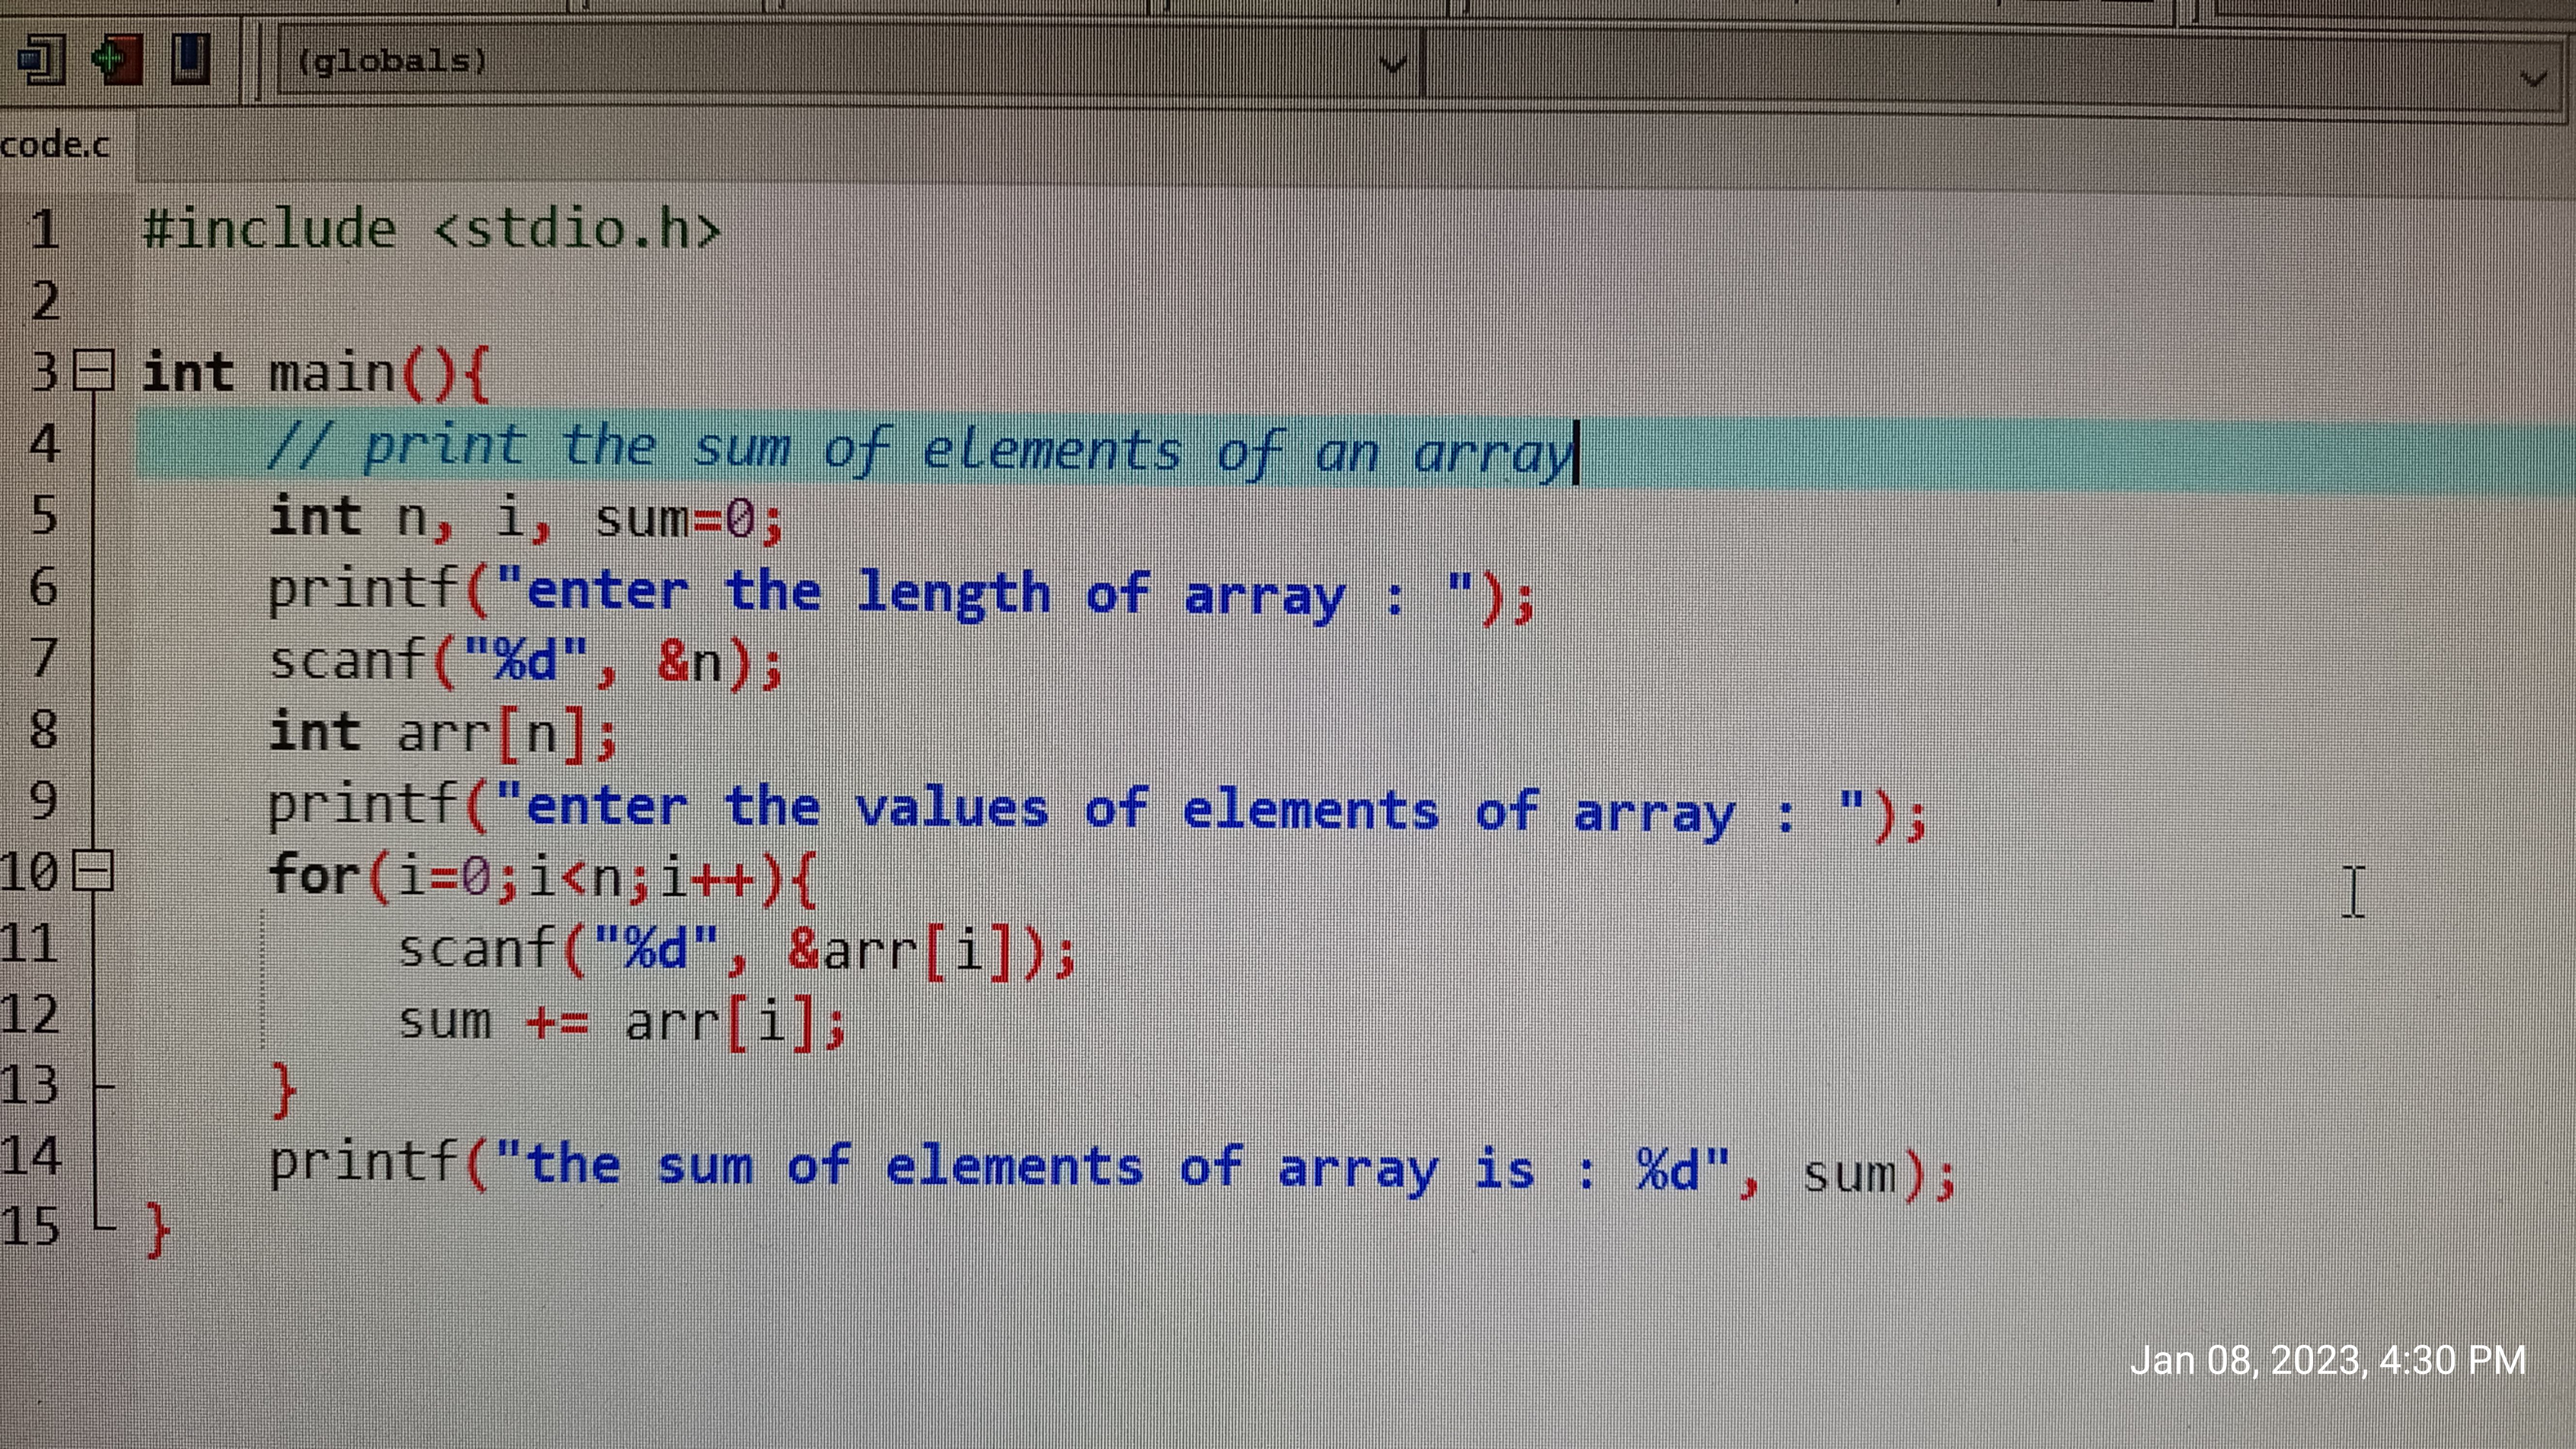 (globals)
code.c
1 #include <stdio.h>
2
3 int main(){
4     // print the sum of elements of an array
5     int n, i, sum=0;
6     printf("enter the length of array : ");
7     scanf("%d", &n);
8     int arr[n];
9     printf("enter the values of elements of array : ");
10     for(i=0;i<n;i++){
11         scanf("%d", &arr[i]);
12         sum += arr[i];
13     }
14     printf("the sum of elements of array is : %d", sum);
15 }
Jan 08, 2023, 4:30 PM